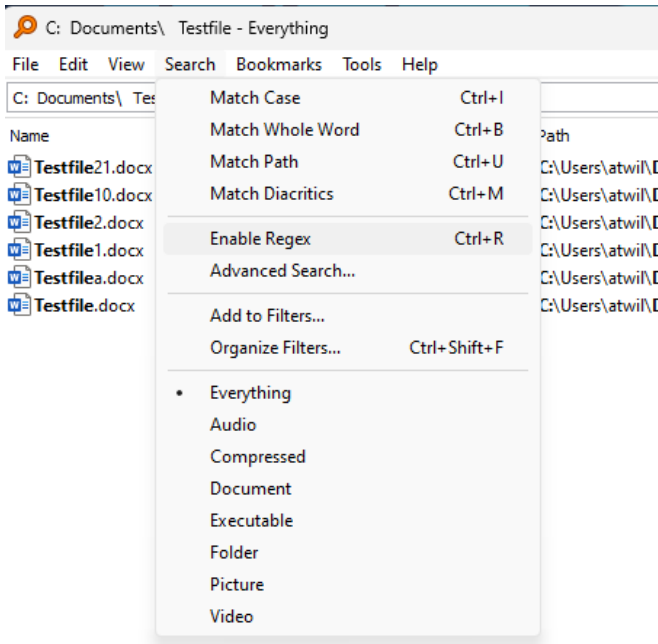 C: Documents\ Testfile - Everything
File Edit View Search Bookmarks Tools Help
C: Documents\
Match Case Ctrl+I
Name
Match Whole Word Ctrl+B
Path
Testfile21.docx
Match Path Ctrl+U
C:\Users\atwil\
Testfile10.docx
Match Diacritics Ctrl+M
C:\Users\atwil\
Testfile2.docx
C:\Users\atwil\
Testfile1.docx
Enable Regex Ctrl+R
C:\Users\atwil\
Testfilea.docx
Advanced Search...
C:\Users\atwil\
Testfile.docx
C:\Users\atwil\
Add to Filters...
Organize Filters... Ctrl+Shift+F
• Everything
Audio
Compressed
Document
Executable
Folder
Picture
Video